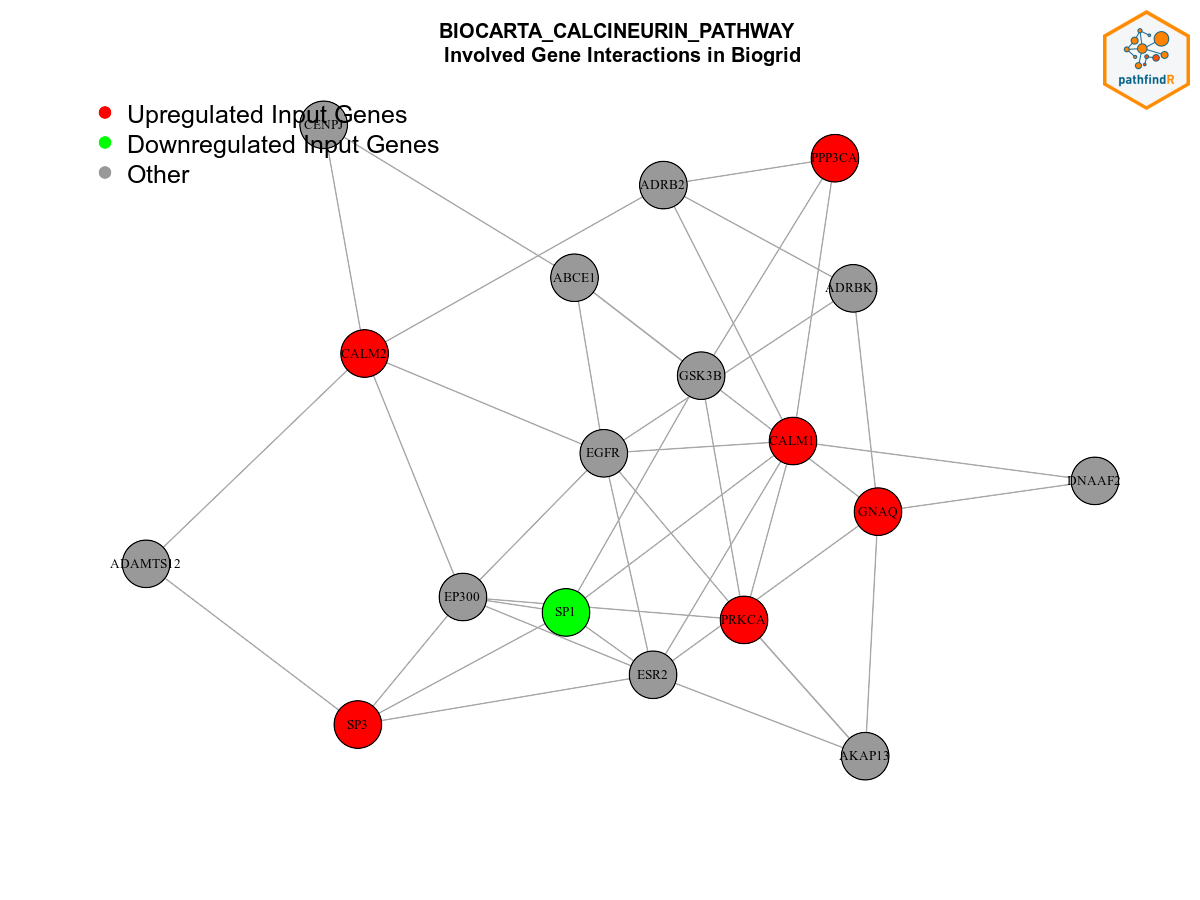 BIOCARTA_CALCINEURIN_PATHWAY
Involved Gene Interactions in Biogrid
pathfindR
Upregulated Input Genes
Downregulated Input Genes
Other
CENPJ
PPP3CA
ADRB2
ABCE1
ADRBK1
CALM2
GSK3B
CALM1
EGFR
DNAAF2
GNAQ
ADAMTS12
EP300
SP1
PRKCA
ESR2
SP3
AKAP13